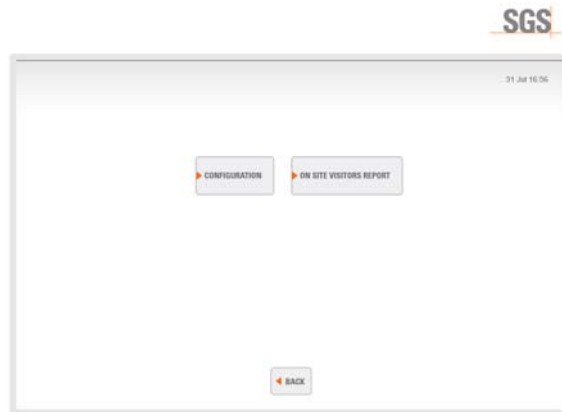 SGS
31 Jul 16:56
CONFIGURATION
ON SITE VISITORS REPORT
BACK